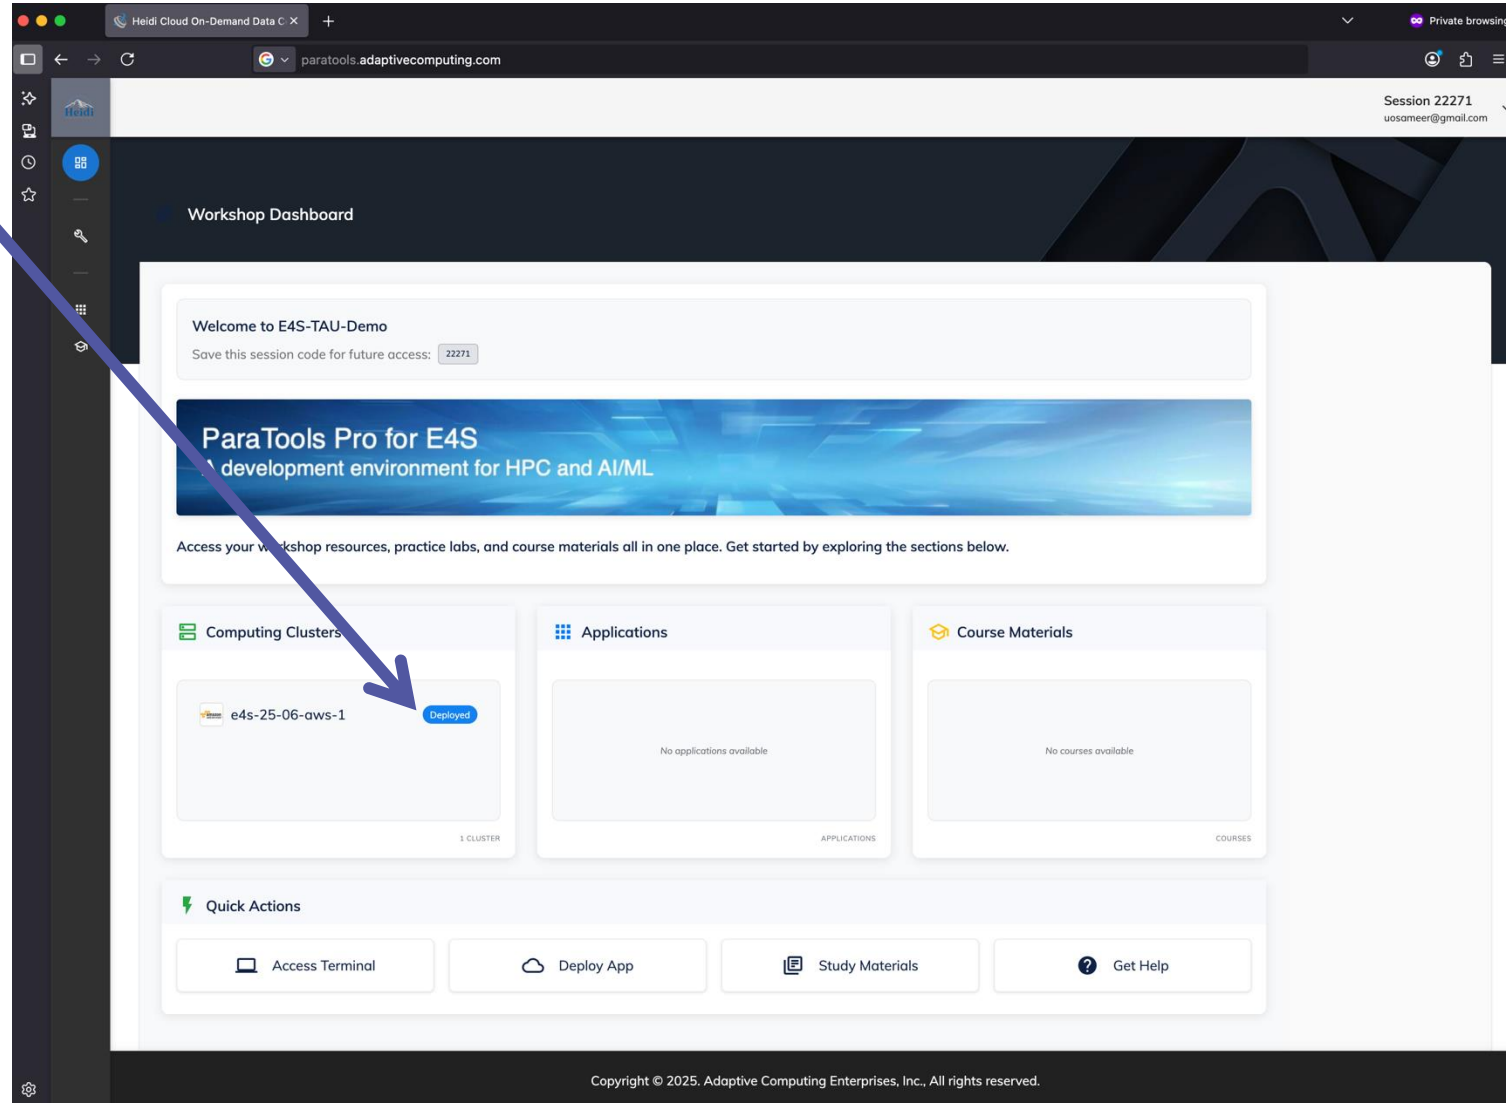 Heidi Cloud On-Demand Data C
Private browsing
paratools.adaptivecomputing.com
Heidi
Session 22271
uosameer@gmail.com
Workshop Dashboard
Welcome to E4S-TAU-Demo
Save this session code for future access: 22271
ParaTools Pro for E4S
A development environment for HPC and AI/ML
Access your workshop resources, practice labs, and course materials all in one place. Get started by exploring the sections below.
Computing Clusters
Applications
Course Materials
e4s-25-06-aws-1
Deployed
No applications available
No courses available
1 CLUSTER
APPLICATIONS
COURSES
Quick Actions
Access Terminal
Deploy App
Study Materials
Get Help
Copyright © 2025. Adaptive Computing Enterprises, Inc., All rights reserved.